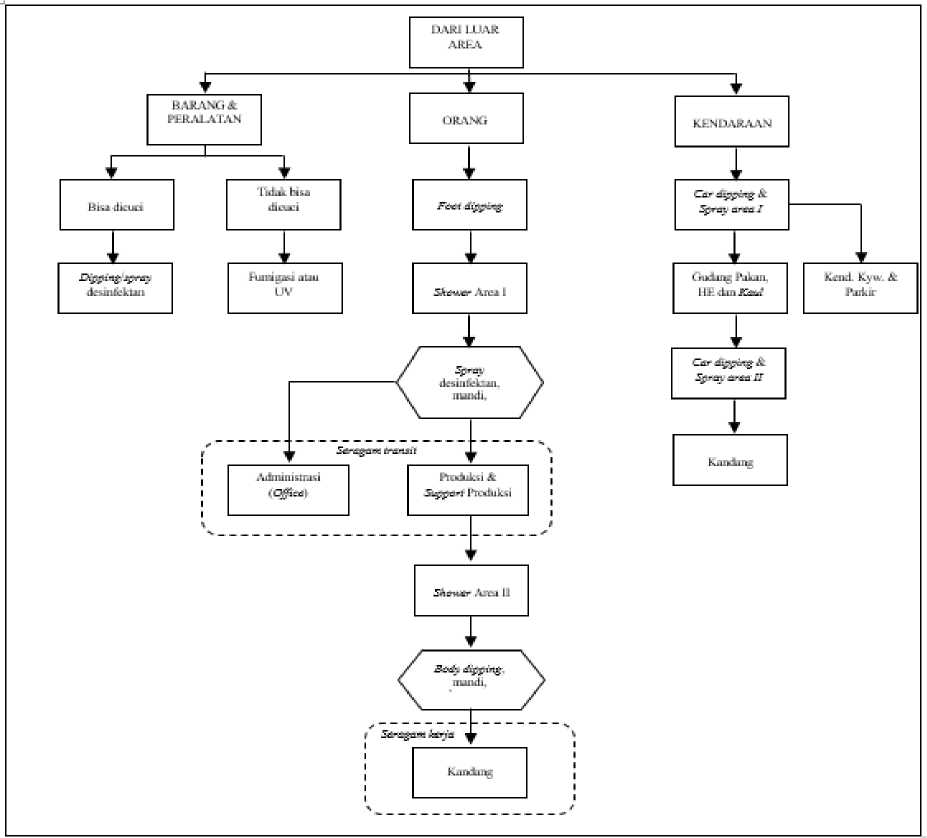 DARI LUAR
AREA
BARANG &
PERALATAN
ORANG
KENDARAAN
Bisa dicuci
Tidak bisa
dicuci
Foot dipping
Car dipping &
Spray area I
Dipping/spray
desinfektan
Fumigasi atau
UV
Shower Area I
Gudang Pakan,
HE dan Kaul
Kend. Kyw. &
Parkir
Spray
desinfektan,
mandi,
Car dipping &
Spray area II
Seragam transit
Administrasi
(Office)
Produksi &
Support Produksi
Kandang
Shower Area II
Body dipping,
mandi,
Seragam kerja
Kandang